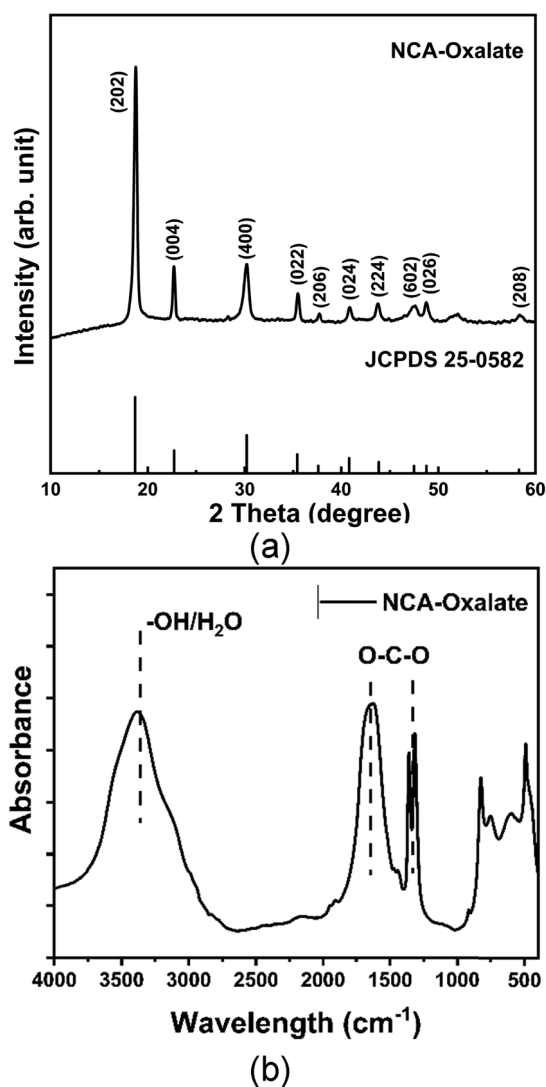 NCA-Oxalate
(202)
(004)
(400)
(022)
(206)
(024)
(224)
(602)
(026)
(208)
Intensity (arb. unit)
JCPDS 25-0582
10 20 30 40 50 60
2 Theta (degree)
(a)
NCA-Oxalate
-OH/H₂O
O-C-O
Absorbance
4000 3500 3000 2500 2000 1500 1000 500
Wavelength (cm⁻¹)
(b)